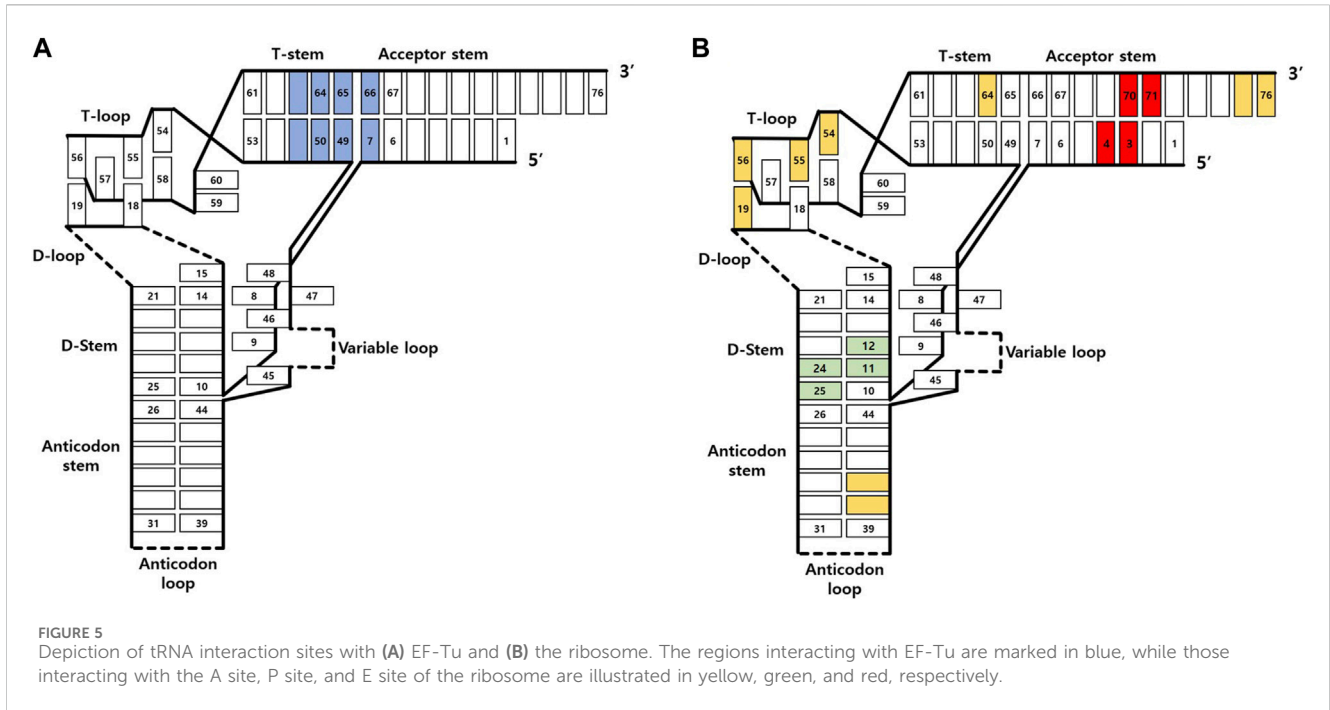 A
T-stem Acceptor stem
3′
61 64 65 66 67 76
T-loop
54
53 50 49 7 6 1
5′
56 55
57 58
60
59
19 18
D-loop
15 48
21 14 8 47
46
9
D-Stem
Variable loop
45
25 10
26 44
Anticodon
stem
31 39
Anticodon
loop
B
T-stem Acceptor stem
3′
61 64 65 66 67 70 71 76
T-loop
54
53 50 49 7 6 4 3 1
5′
56 55
57 58
60
59
19 18
D-loop
15 48
21 14 8 47
46
12 9
D-Stem
Variable loop
24 11
45
25 10
26 44
Anticodon
stem
31 39
Anticodon
loop
FIGURE 5
Depiction of tRNA interaction sites with (A) EF-Tu and (B) the ribosome. The regions interacting with EF-Tu are marked in blue, while those
interacting with the A site, P site, and E site of the ribosome are illustrated in yellow, green, and red, respectively.